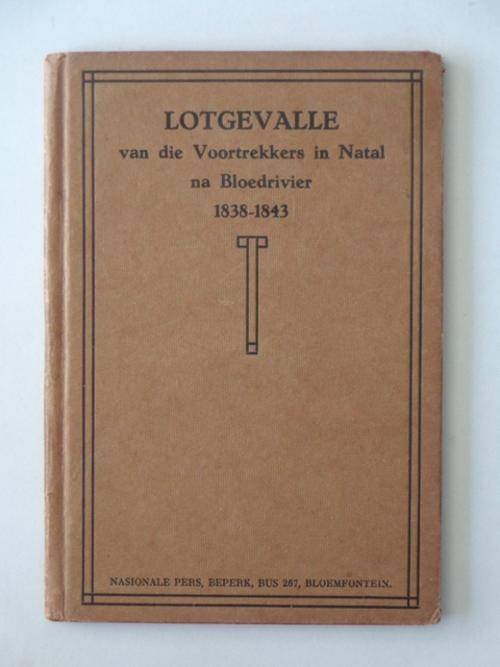 LOTGEVALLE
van die Voortrekkers in Natal
na Bloedrivier
1838-1843
NASIONALE PERS, BEPERK, BUS 267, BLOEMFONTEIN.